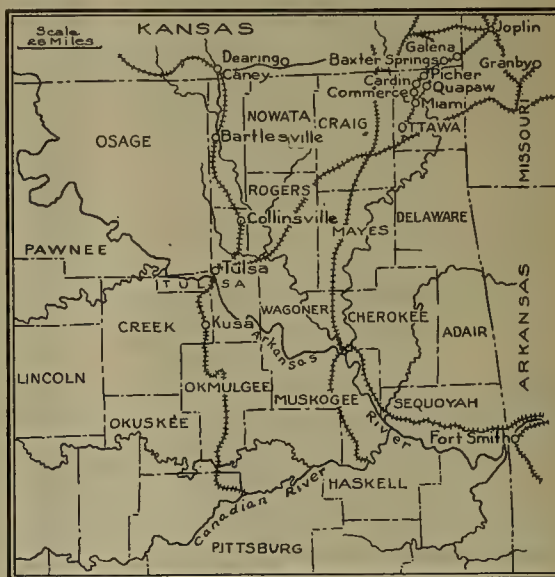 KANSAS
Scale
25 Miles
Joplin
Galena
Dearing
Baxter Springs
Granby
Caney
Picher
Cardin
Quapaw
Commerce
Miami
NOWATA
CRAIG
OSAGE
OTTAWA
MISSOURI
Bartlesville
ROGERS
DELAWARE
Collinsville
MAYES
PAWNEE
Tulsa
TULSA
WAGONER
CHEROKEE
ARKANSAS
CREEK
Kusa
Arkansas River
ADAIR
LINCOLN
OKMULGEE
MUSKOGEE
SEQUOYAH
OKUSKEE
Fort Smith
HASKELL
Canadian River
PITTSBURG